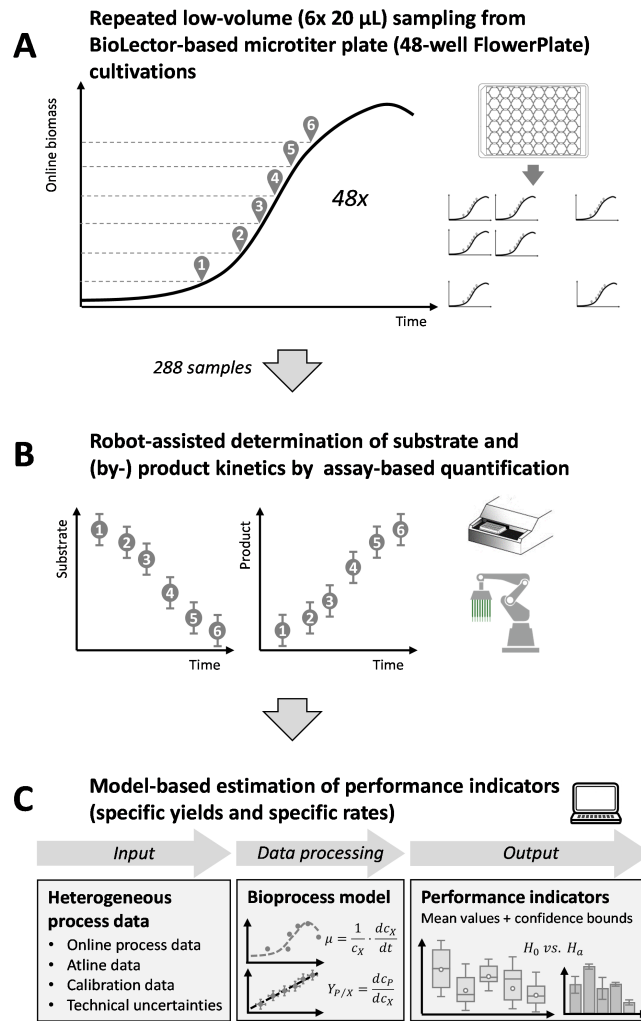 A
Repeated low-volume (6x 20 µL) sampling from
BioLector-based microtiter plate (48-well FlowerPlate)
cultivations
Online biomass
1
2
3
4
5
6
48x
Time
288 samples
B
Robot-assisted determination of substrate and
(by-) product kinetics by assay-based quantification
Substrate
1
2
3
4
5
6
Time
Product
1
2
3
4
5
6
Time
C
Model-based estimation of performance indicators
(specific yields and specific rates)
Input
Data processing
Output
Heterogeneous
process data
• Online process data
• Atline data
• Calibration data
• Technical uncertainties
Bioprocess model
μ = 1/c_X · dc_X/dt
Y_P/X = dc_P/dc_X
Performance indicators
Mean values + confidence bounds
H_0 vs. H_a